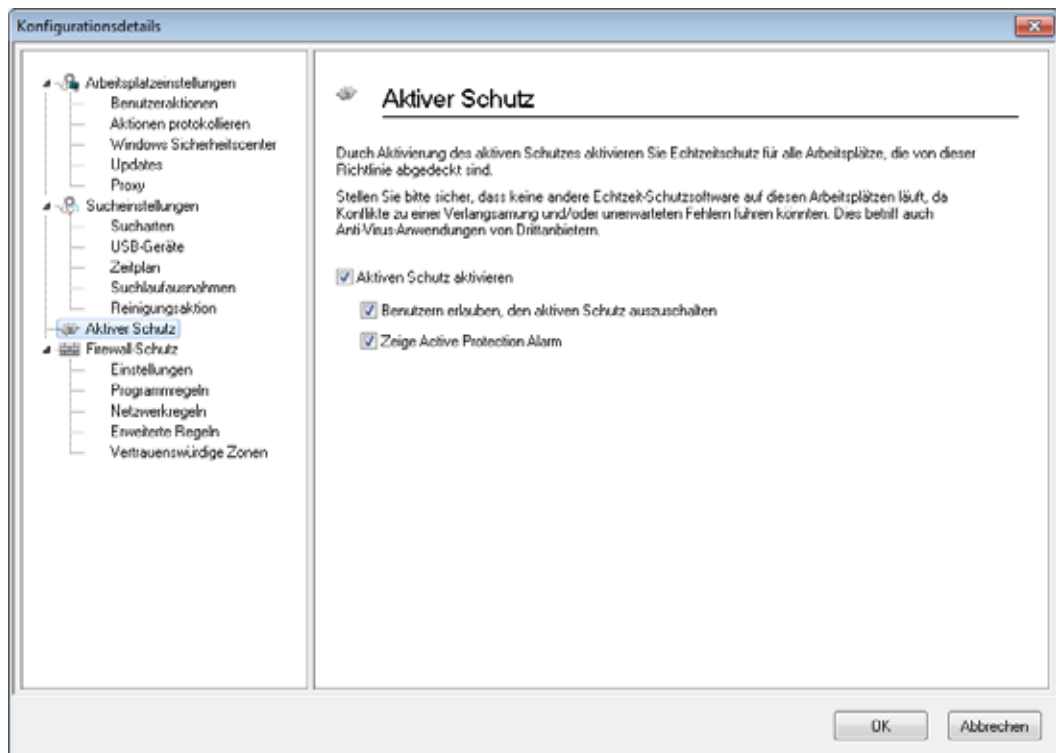 Konfigurationsdetails
Arbeitsplatzeinstellungen
Benutzeraktionen
Aktionen protokollieren
Windows Sicherheitscenter
Updates
Proxy
Sucheinstellungen
Sucharten
USB-Geräte
Zeitplan
Suchlaufausnahmen
Reinigungsaktion
Aktiver Schutz
Firewall-Schutz
Einstellungen
Programmregeln
Netzwerkregeln
Erweiterte Regeln
Vertrauenswürdige Zonen
Aktiver Schutz
Durch Aktivierung des aktiven Schutzes aktivieren Sie Echtzeitschutz für alle Arbeitsplätze, die von dieser
Richtlinie abgedeckt sind.
Stellen Sie bitte sicher, dass keine andere Echtzeit-Schutzsoftware auf diesen Arbeitsplätzen läuft, da
Konflikte zu einer Verlangsamung und/oder unerwarteten Fehlern führen könnten. Dies betrifft auch
Anti-Virus-Anwendungen von Drittanbietern.
Aktiven Schutz aktivieren
Benutzern erlauben, den aktiven Schutz auszuschalten
Zeige Active Protection Alarm
OK
Abbrechen